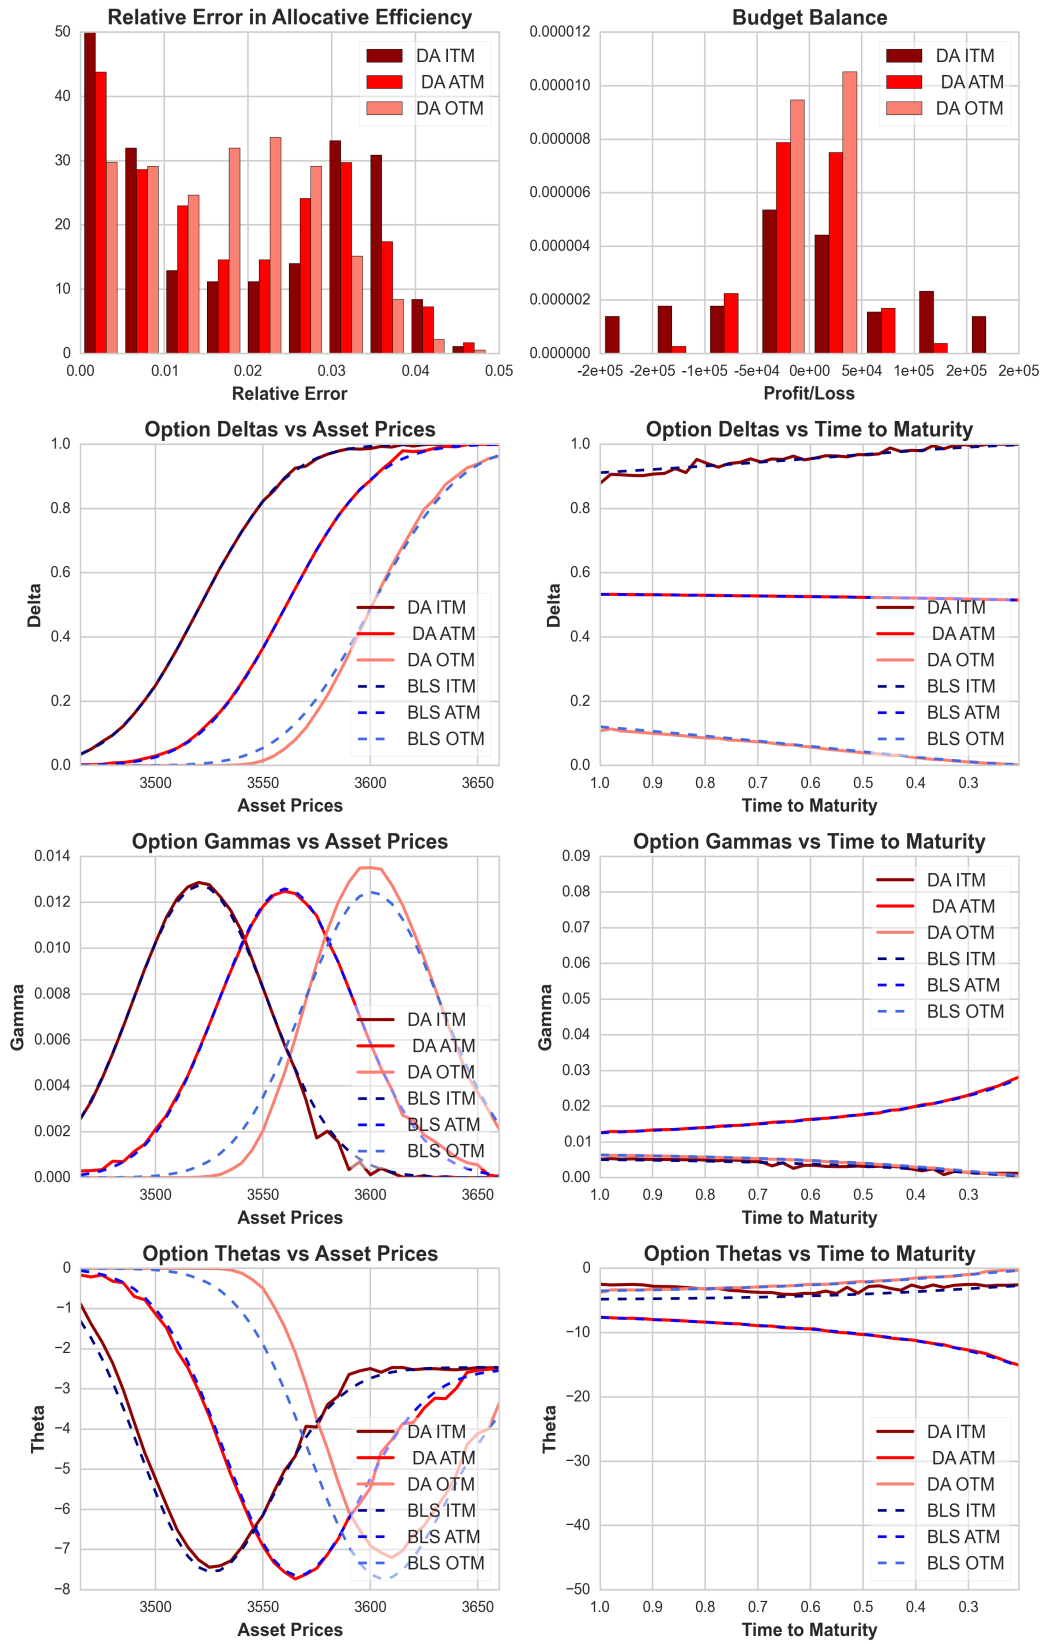 Relative Error in Allocative Efficiency
50
40
30
20
10
0
0.00 0.01 0.02 0.03 0.04 0.05
Relative Error
DA ITM
DA ATM
DA OTM
Budget Balance
0.000012
0.000010
0.000008
0.000006
0.000004
0.000002
0.000000
-2e+05 -2e+05 -1e+05 -5e+04 0e+00 5e+04 1e+05 2e+05 2e+05
Profit/Loss
DA ITM
DA ATM
DA OTM
Option Deltas vs Asset Prices
1.0
0.8
0.6
0.4
0.2
0.0
Delta
3500 3550 3600 3650
Asset Prices
DA ITM
DA ATM
DA OTM
BLS ITM
BLS ATM
BLS OTM
Option Deltas vs Time to Maturity
1.0
0.8
0.6
0.4
0.2
0.0
Delta
1.0 0.9 0.8 0.7 0.6 0.5 0.4 0.3
Time to Maturity
DA ITM
DA ATM
DA OTM
BLS ITM
BLS ATM
BLS OTM
Option Gammas vs Asset Prices
0.014
0.012
0.010
0.008
0.006
0.004
0.002
0.000
Gamma
3500 3550 3600 3650
Asset Prices
DA ITM
DA ATM
DA OTM
BLS ITM
BLS ATM
BLS OTM
Option Gammas vs Time to Maturity
0.09
0.08
0.07
0.06
0.05
0.04
0.03
0.02
0.01
0.00
Gamma
1.0 0.9 0.8 0.7 0.6 0.5 0.4 0.3
Time to Maturity
DA ITM
DA ATM
DA OTM
BLS ITM
BLS ATM
BLS OTM
Option Thetas vs Asset Prices
0
−1
−2
−3
−4
−5
−6
−7
−8
Theta
3500 3550 3600 3650
Asset Prices
DA ITM
DA ATM
DA OTM
BLS ITM
BLS ATM
BLS OTM
Option Thetas vs Time to Maturity
0
−10
−20
−30
−40
−50
Theta
1.0 0.9 0.8 0.7 0.6 0.5 0.4 0.3
Time to Maturity
DA ITM
DA ATM
DA OTM
BLS ITM
BLS ATM
BLS OTM